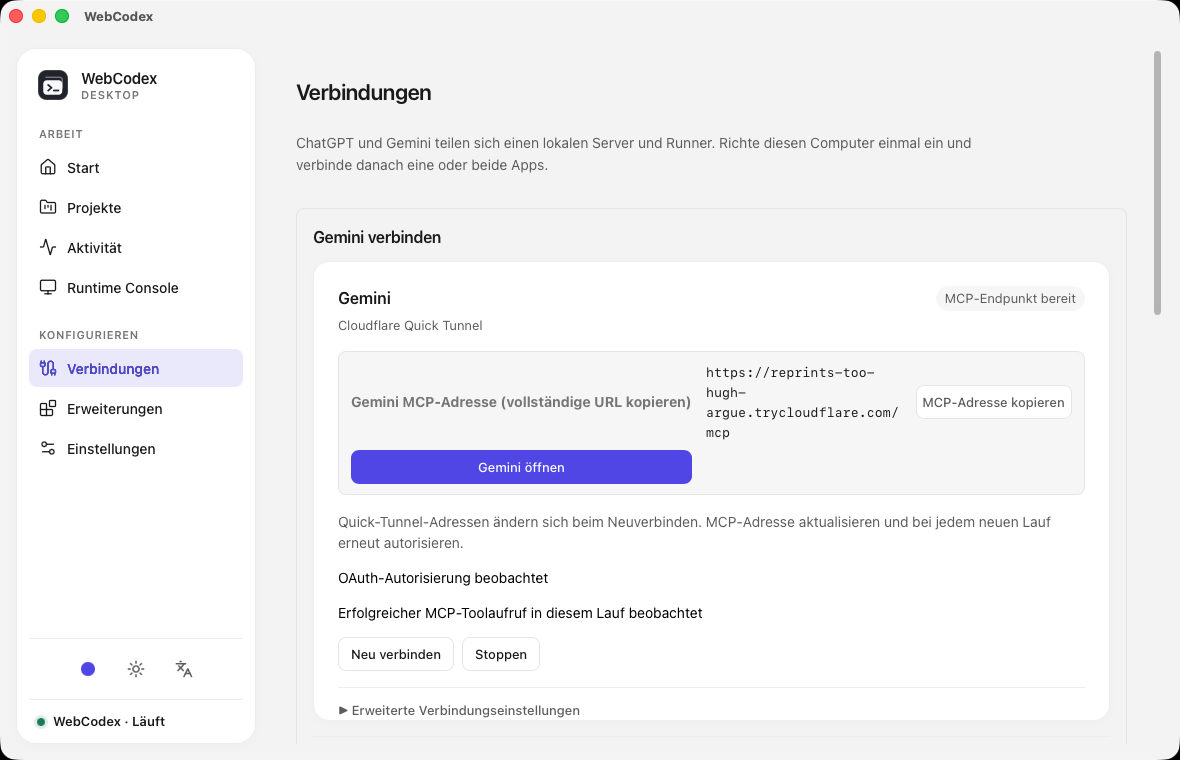 WebCodex
WebCodex
DESKTOP
ARBEIT
Start
Projekte
Aktivität
Runtime Console
KONFIGURIEREN
Verbindungen
Erweiterungen
Einstellungen
WebCodex · Läuft
Verbindungen
ChatGPT und Gemini teilen sich einen lokalen Server und Runner. Richte diesen Computer einmal ein und
verbinde danach eine oder beide Apps.
Gemini verbinden
Gemini
MCP-Endpunkt bereit
Cloudflare Quick Tunnel
Gemini MCP-Adresse (vollständige URL kopieren)
https://reprints-too-
hugh-
argue.trycloudflare.com/
mcp
MCP-Adresse kopieren
Gemini öffnen
Quick-Tunnel-Adressen ändern sich beim Neuverbinden. MCP-Adresse aktualisieren und bei jedem neuen Lauf
erneut autorisieren.
OAuth-Autorisierung beobachtet
Erfolgreicher MCP-Toolaufruf in diesem Lauf beobachtet
Neu verbinden
Stoppen
Erweiterte Verbindungseinstellungen